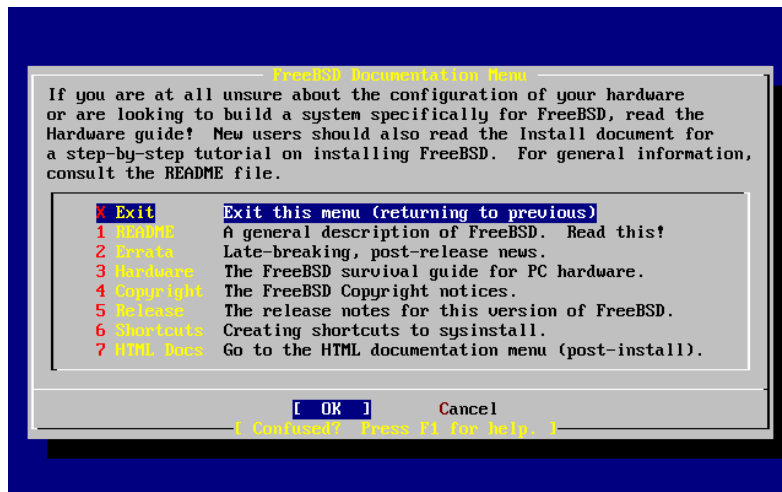 FreeBSD Documentation Menu
If you are at all unsure about the configuration of your hardware
or are looking to build a system specifically for FreeBSD, read the
Hardware guide!  New users should also read the Install document for
a step-by-step tutorial on installing FreeBSD.  For general information,
consult the README file.
X Exit Exit this menu (returning to previous)
1 README A general description of FreeBSD.  Read this!
2 Errata Late-breaking, post-release news.
3 Hardware The FreeBSD survival guide for PC hardware.
4 Copyright The FreeBSD Copyright notices.
5 Release The release notes for this version of FreeBSD.
6 Shortcuts Creating shortcuts to sysinstall.
7 HTML Docs Go to the HTML documentation menu (post-install).
[ OK ] Cancel
[ Confused?  Press F1 for help. ]